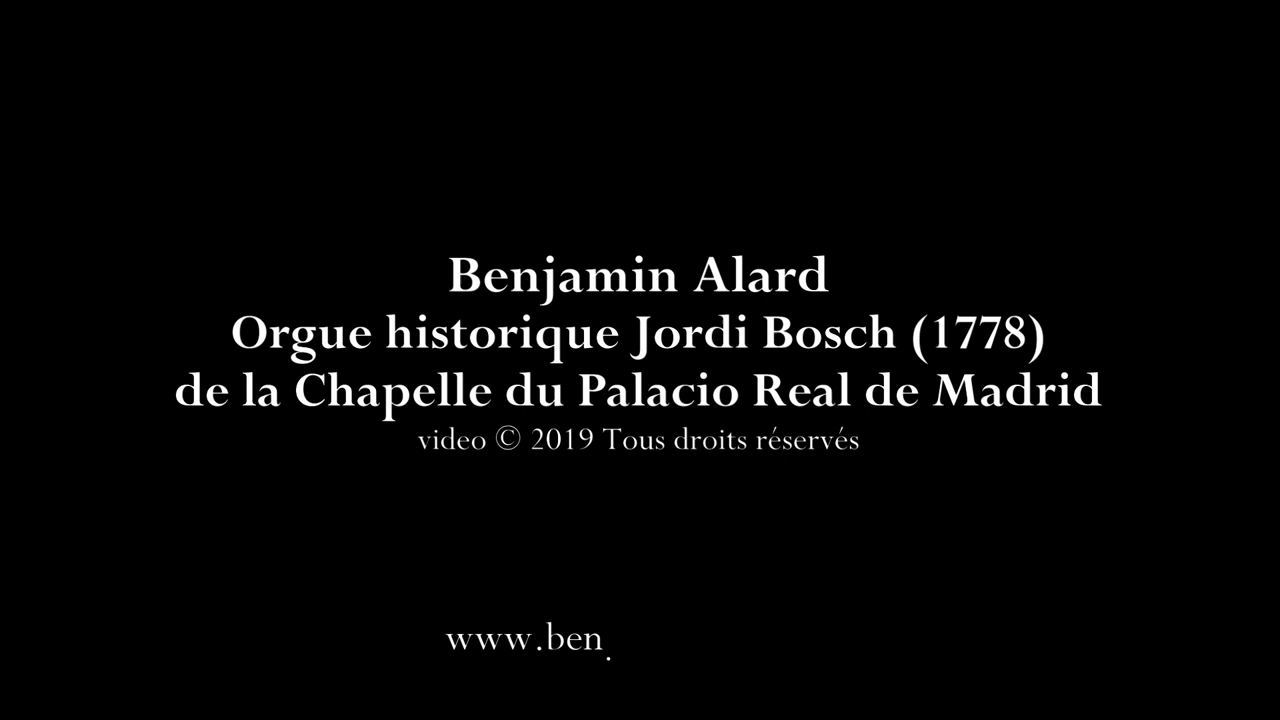 Benjamin Alard
Orgue historique Jordi Bosch (1778)
de la Chapelle du Palacio Real de Madrid
video © 2019 Tous droits réservés
www.ben